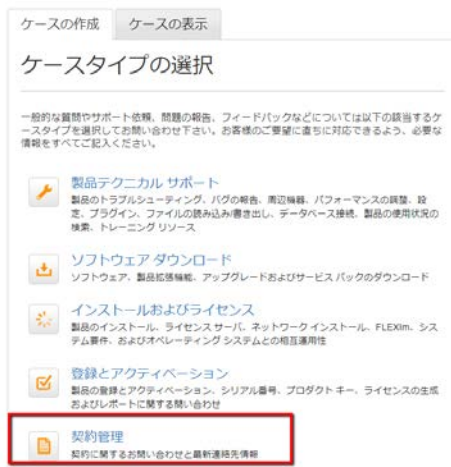 ケースの作成 ケースの表示
ケースタイプの選択
一般的な質問やサポート依頼、問題の報告、フィードバックなどについては以下の該当するケ
ースタイプを選択してお問い合わせ下さい。お客様のご要望に直ちに対応できるよう、必要な
情報をすべてご記入ください。
製品テクニカル サポート
製品のトラブルシューティング、バグの報告、周辺機器、パフォーマンスの調整、設
定、プラグイン、ファイルの読み込み/書き出し、データベース接続、製品の使用状況の
検索、トレーニング リソース
ソフトウェア ダウンロード
ソフトウェア、製品拡張機能、アップグレードおよびサービス パックのダウンロード
インストールおよびライセンス
製品のインストール、ライセンス サーバ、ネットワーク インストール、FLEXlm、シス
テム要件、およびオペレーティング システムとの相互運用性
登録とアクティベーション
製品の登録とアクティベーション、シリアル番号、プロダクト キー、ライセンスの生成
およびレポートに関する問い合わせ
契約管理
契約に関するお問い合わせと最新連絡先情報